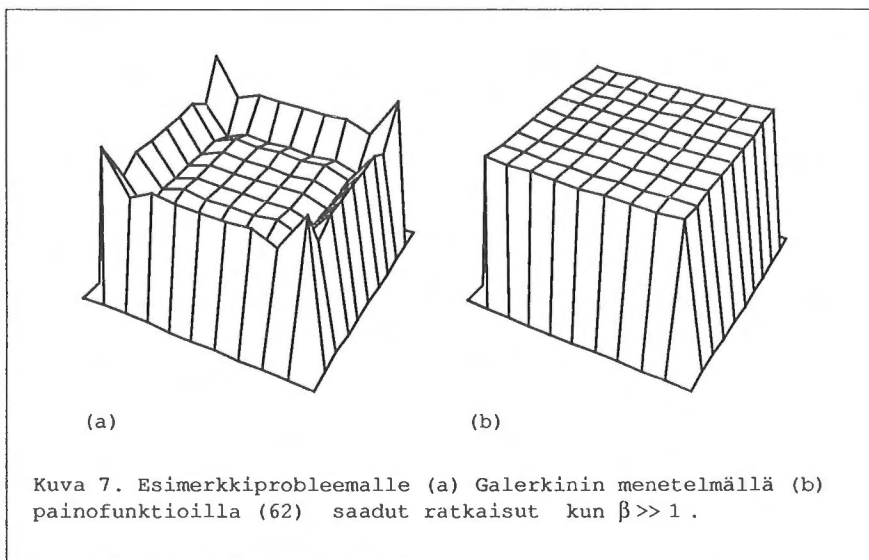 (a) (b)
Kuva 7. Esimerkkiprobleemalle (a) Galerkinin menetelmällä (b)
painofunktioilla (62) saadut ratkaisut kun β >> 1 .